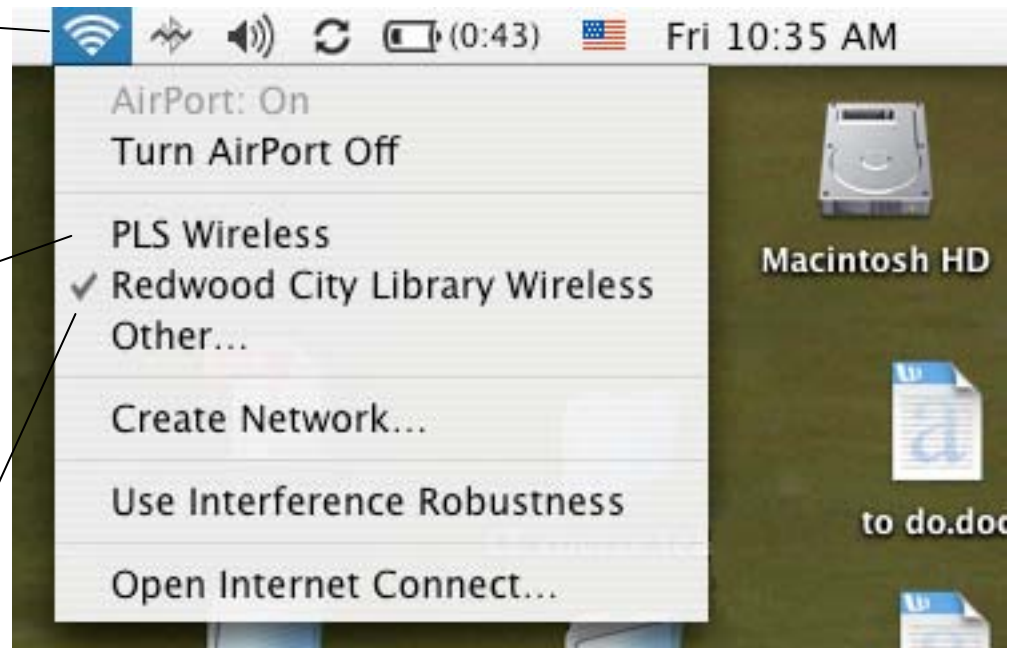 (0:43) Fri 10:35 AM
AirPort: On
Turn AirPort Off
PLS Wireless
Redwood City Library Wireless
Other...
Create Network...
Use Interference Robustness
Open Internet Connect...
Macintosh HD
to do.doc